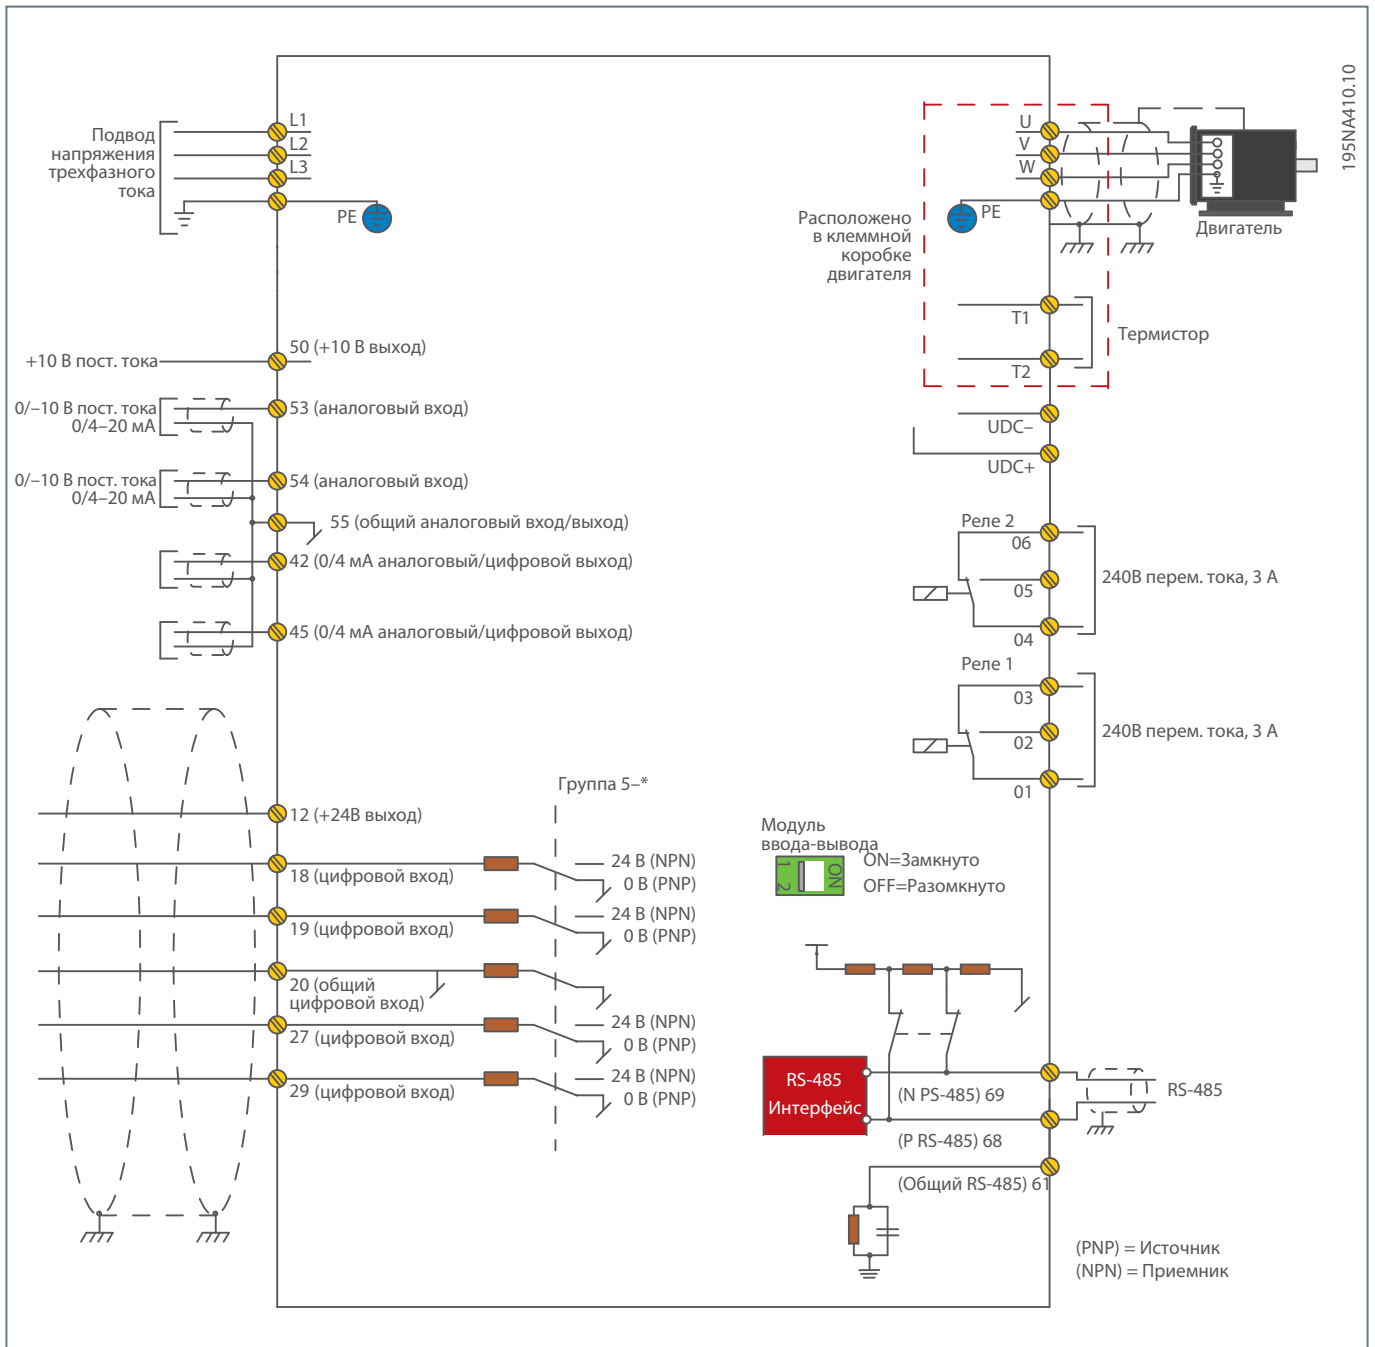 195NA410.10
Подвод
напряжения
трехфазного
тока
L1
L2
L3
PE
U
V
W
PE
Двигатель
Расположено
в клеммной
коробке
двигателя
T1
T2
Термистор
+10 В пост. тока
50 (+10 В выход)
0/–10 В пост. тока
0/4–20 мА
53 (аналоговый вход)
0/–10 В пост. тока
0/4–20 мА
54 (аналоговый вход)
55 (общий аналоговый вход/выход)
42 (0/4 мА аналоговый/цифровой выход)
45 (0/4 мА аналоговый/цифровой выход)
UDC–
UDC+
Реле 2
06
05
04
240В перем. тока, 3 А
Реле 1
03
02
01
240В перем. тока, 3 А
Группа 5–*
12 (+24В выход)
18 (цифровой вход)
24 В (NPN)
0 В (PNP)
19 (цифровой вход)
24 В (NPN)
0 В (PNP)
20 (общий
цифровой вход)
27 (цифровой вход)
24 В (NPN)
0 В (PNP)
29 (цифровой вход)
24 В (NPN)
0 В (PNP)
Модуль
ввода-вывода
1 2
ON
ON=Замкнуто
OFF=Разомкнуто
RS-485
Интерфейс
(N PS-485) 69
(P RS-485) 68
(Общий RS-485) 61
RS-485
(PNP) = Источник
(NPN) = Приемник